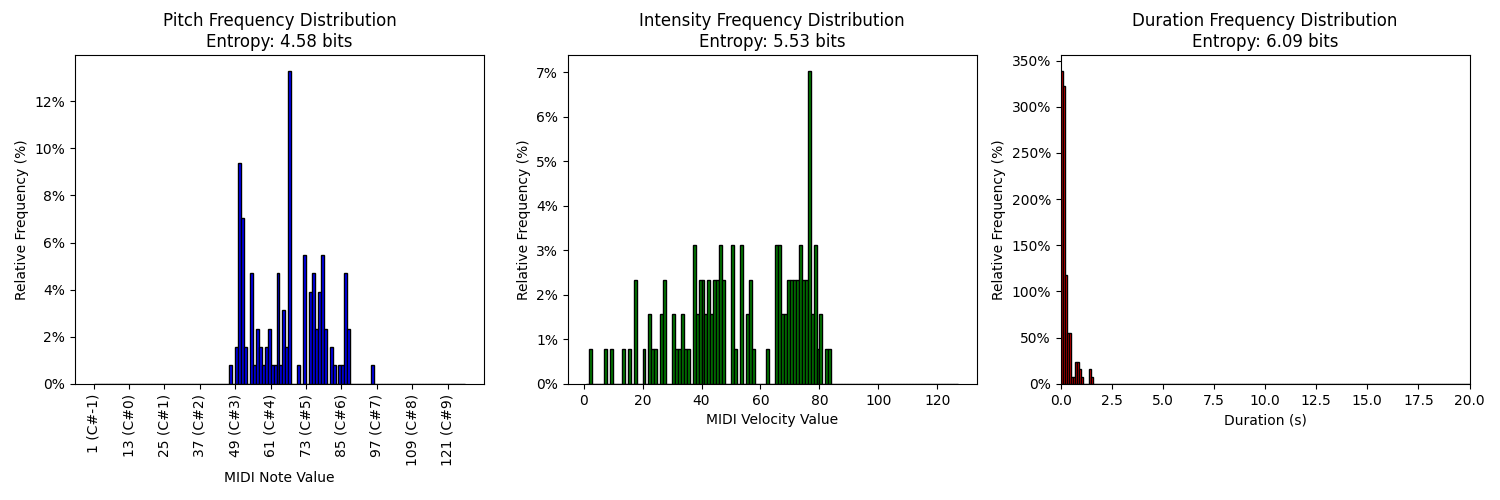 Pitch Frequency Distribution
Entropy: 4.58 bits
Relative Frequency (%)
12%
10%
8%
6%
4%
2%
0%
1 (C#-1)
13 (C#0)
25 (C#1)
37 (C#2)
49 (C#3)
61 (C#4)
73 (C#5)
85 (C#6)
97 (C#7)
109 (C#8)
121 (C#9)
MIDI Note Value
Intensity Frequency Distribution
Entropy: 5.53 bits
Relative Frequency (%)
7%
6%
5%
4%
3%
2%
1%
0%
0
20
40
60
80
100
120
MIDI Velocity Value
Duration Frequency Distribution
Entropy: 6.09 bits
Relative Frequency (%)
350%
300%
250%
200%
150%
100%
50%
0%
0.0
2.5
5.0
7.5
10.0
12.5
15.0
17.5
20.0
Duration (s)